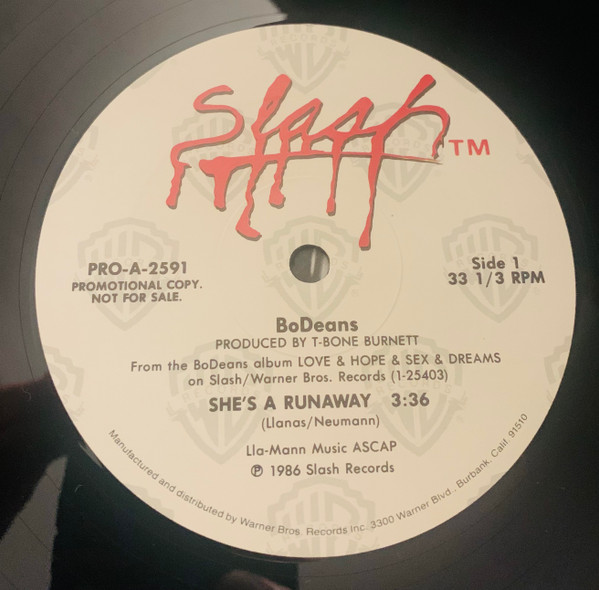 Slash TM
PRO-A-2591
PROMOTIONAL COPY.
NOT FOR SALE.
Side 1
33 1/3 RPM
BoDeans
PRODUCED BY T-BONE BURNETT
From the BoDeans album LOVE & HOPE & SEX & DREAMS
on Slash/Warner Bros. Records (1-25403)
SHE'S A RUNAWAY 3:36
(Llanas/Neumann)
Lla-Mann Music ASCAP
℗ 1986 Slash Records
Manufactured and distributed by Warner Bros. Records Inc. 3300 Warner Blvd., Burbank, Calif. 91510